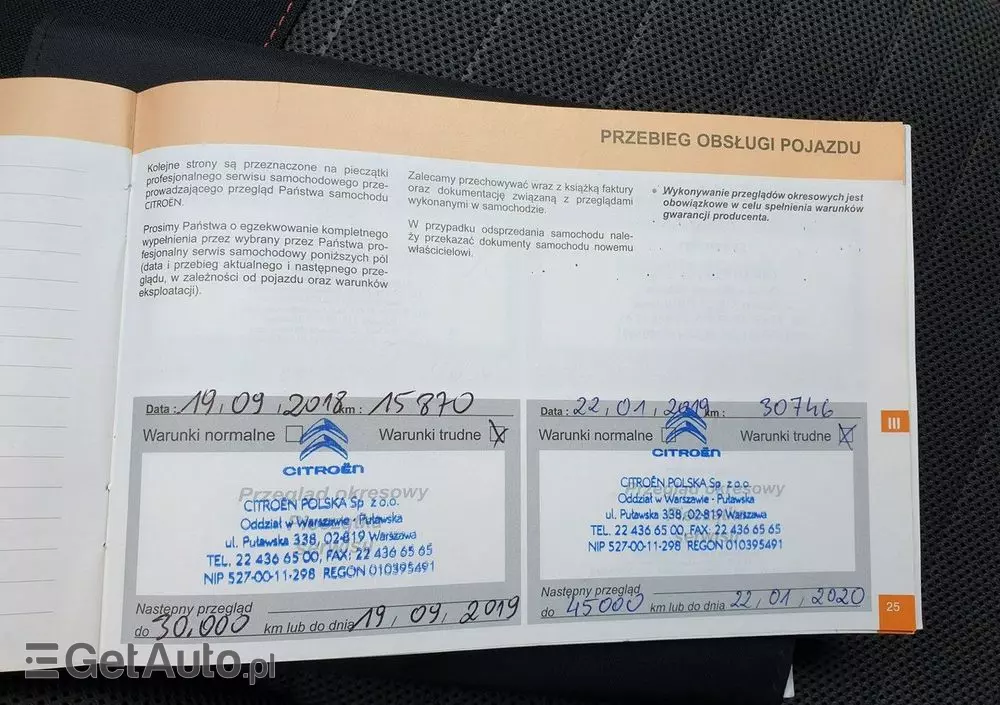 PRZEBIEG OBSŁUGI POJAZDU
Kolejne strony są przeznaczone na pieczątki
profesjonalnego serwisu samochodowego prze-
prowadzającego przegląd Państwa samochodu
CITROËN.
Prosimy Państwa o egzekwowanie kompletnego
wypełnienia przez wybrany przez Państwa pro-
fesjonalny serwis samochodowy poniższych pól
(data i przebieg aktualnego i następnego prze-
glądu, w zależności od pojazdu oraz warunków
eksploatacji).
Zalecamy przechowywać wraz z książką faktury
oraz dokumentację związaną z przeglądami
wykonanymi w samochodzie.
W przypadku odsprzedania samochodu nale-
ży przekazać dokumenty samochodu nowemu
właścicielowi.
• Wykonywanie przeglądów okresowych jest
obowiązkowe w celu spełnienia warunków
gwarancji producenta.
Data : 19,09,2018 km : 15870
Warunki normalne Warunki trudne
CITROËN
Przegląd okresowy
CITROËN POLSKA Sp z o.o.
Oddział w Warszawie - Puławska
ul. Puławska 338, 02-819 Warszawa
TEL. 22 436 65 00, FAX: 22 436 65 65
NIP 527-00-11-298 REGON 010395491
Następny przegląd
do 30.000 km lub do dnia 19,09,2019
Data : 22,01,2019 km : 30746
Warunki normalne Warunki trudne
CITROËN
Przegląd okresowy
CITROËN POLSKA Sp z o.o.
Oddział w Warszawie - Puławska
ul. Puławska 338, 02-819 Warszawa
TEL. 22 436 65 00, FAX: 22 436 65 65
NIP 527-00-11-298 REGON 010395491
Następny przegląd
do 45000 km lub do dnia 22,01,2020
III
25
GetAuto.pl